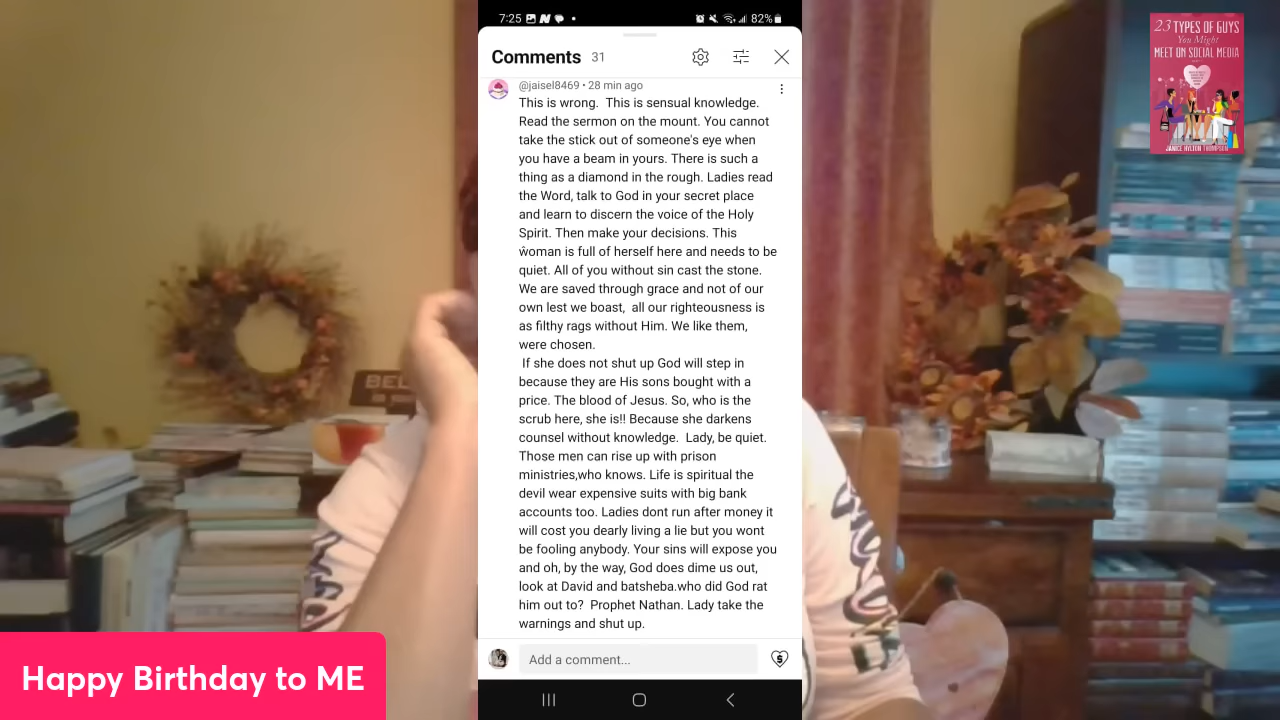 7:25
82%
23 TYPES OF GUYS
You Might
MEET ON SOCIAL MEDIA
JANICE HYLTON THOMPSON
Comments 31
@jaisel8469 • 28 min ago
This is wrong.  This is sensual knowledge.
Read the sermon on the mount. You cannot
take the stick out of someone's eye when
you have a beam in yours. There is such a
thing as a diamond in the rough. Ladies read
the Word, talk to God in your secret place
and learn to discern the voice of the Holy
Spirit. Then make your decisions. This
ẁoman is full of herself here and needs to be
quiet. All of you without sin cast the stone.
We are saved through grace and not of our
own lest we boast,  all our righteousness is
as filthy rags without Him. We like them,
were chosen.
If she does not shut up God will step in
because they are His sons bought with a
price. The blood of Jesus. So, who is the
scrub here, she is!! Because she darkens
counsel without knowledge.  Lady, be quiet.
Those men can rise up with prison
ministries,who knows. Life is spiritual the
devil wear expensive suits with big bank
accounts too. Ladies dont run after money it
will cost you dearly living a lie but you wont
be fooling anybody. Your sins will expose you
and oh, by the way, God does dime us out,
look at David and batsheba.who did God rat
him out to?  Prophet Nathan. Lady take the
warnings and shut up.
Add a comment...
Happy Birthday to ME